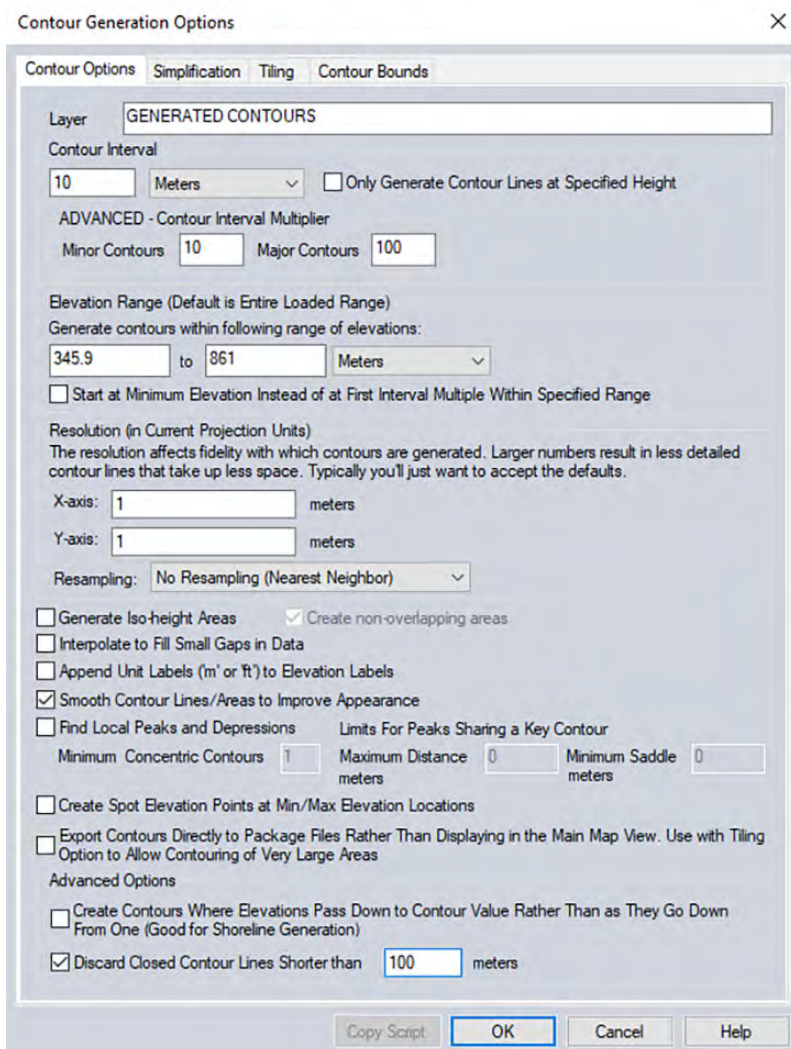 Contour Generation Options
Contour Options Simplification Tiling Contour Bounds
Layer GENERATED CONTOURS
Contour Interval
10 Meters Only Generate Contour Lines at Specified Height
ADVANCED - Contour Interval Multiplier
Minor Contours 10 Major Contours 100
Elevation Range (Default is Entire Loaded Range)
Generate contours within following range of elevations:
345.9 to 861 Meters
Start at Minimum Elevation Instead of at First Interval Multiple Within Specified Range
Resolution (in Current Projection Units)
The resolution affects fidelity with which contours are generated. Larger numbers result in less detailed
contour lines that take up less space. Typically you'll just want to accept the defaults.
X-axis: 1 meters
Y-axis: 1 meters
Resampling: No Resampling (Nearest Neighbor)
Generate Iso-height Areas Create non-overlapping areas
Interpolate to Fill Small Gaps in Data
Append Unit Labels ('m' or 'ft') to Elevation Labels
Smooth Contour Lines/Areas to Improve Appearance
Find Local Peaks and Depressions Limits For Peaks Sharing a Key Contour
Minimum Concentric Contours 1 Maximum Distance 0 Minimum Saddle 0
meters meters
Create Spot Elevation Points at Min/Max Elevation Locations
Export Contours Directly to Package Files Rather Than Displaying in the Main Map View. Use with Tiling
Option to Allow Contouring of Very Large Areas
Advanced Options
Create Contours Where Elevations Pass Down to Contour Value Rather Than as They Go Down
From One (Good for Shoreline Generation)
Discard Closed Contour Lines Shorter than 100 meters
Copy Script OK Cancel Help